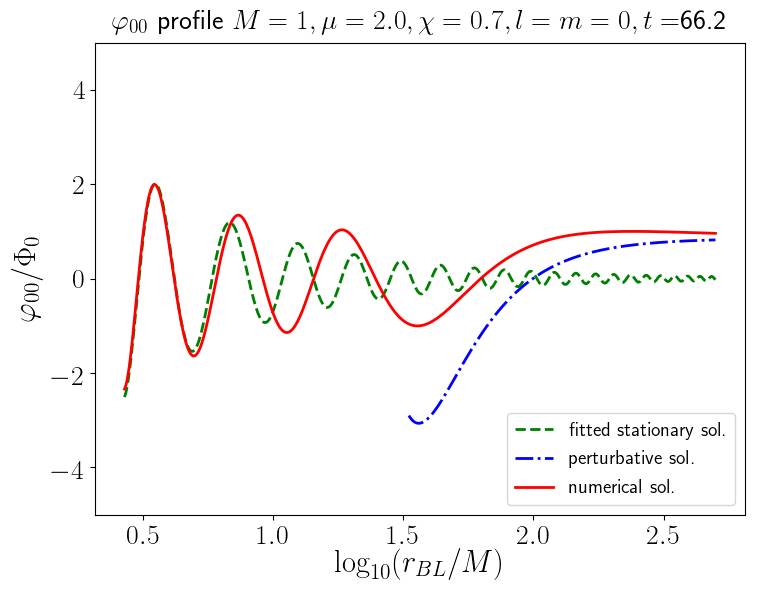 φ₀₀ profile M = 1, μ = 2.0, χ = 0.7, l = m = 0, t =66.2
φ₀₀/Φ₀
4
2
0
−2
−4
0.5 1.0 1.5 2.0 2.5
log₁₀(r_BL/M)
fitted stationary sol.
perturbative sol.
numerical sol.